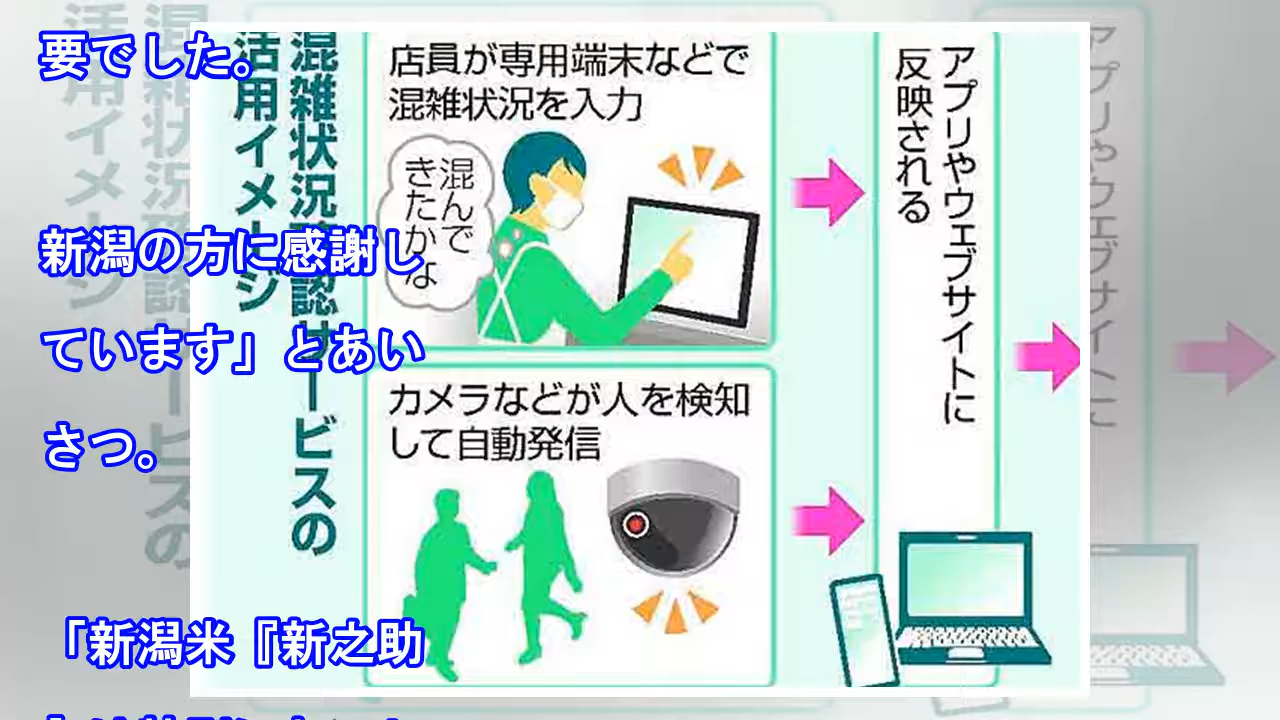 要でした。
新潟の方に感謝し
ています」とあい
さつ。
「新潟米『新之助
混雑状況確認サービスの
活用イメージ
店員が専用端末などで
混雑状況を入力
混んで
きたかな
カメラなどが人を検知
して自動発信
アプリやウエブサイトに
反映される